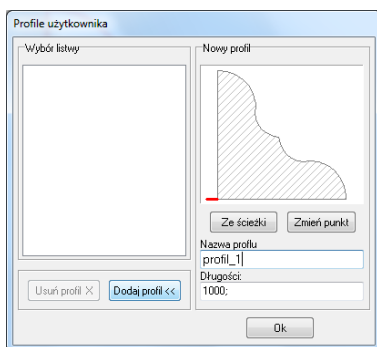 Profile użytkownika
Wybór listwy
Nowy profil
Ze ścieżki
Zmień punkt
Nazwa proflu
profil_1
Długości:
1000;
Usuń profil X
Dodaj profil <<
Ok